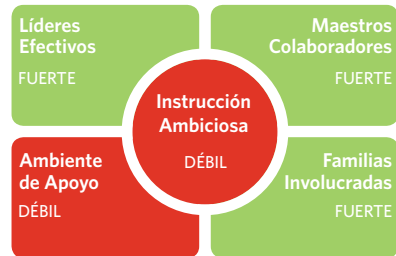 Líderes
Efectivos
FUERTE
Maestros
Colaboradores
FUERTE
Instrucción
Ambiciosa
DÉBIL
Ambiente
de Apoyo
DÉBIL
Familias
Involucradas
FUERTE